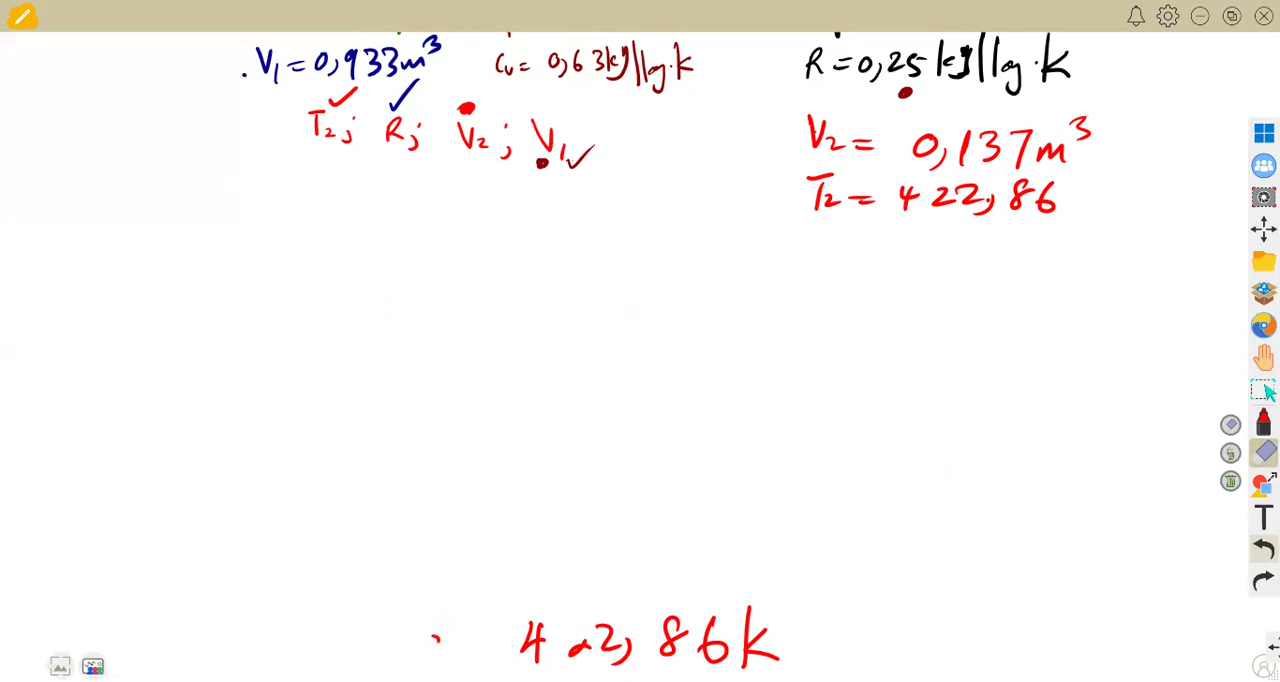 . V₁ = 0,933m³
Cv = 0,63kJ/kg.k
R = 0,25 kJ/kg.k
T₂; R; V₂; V₁
V₂ = 0,137m³
T₂ = 422,86
422,86k
T